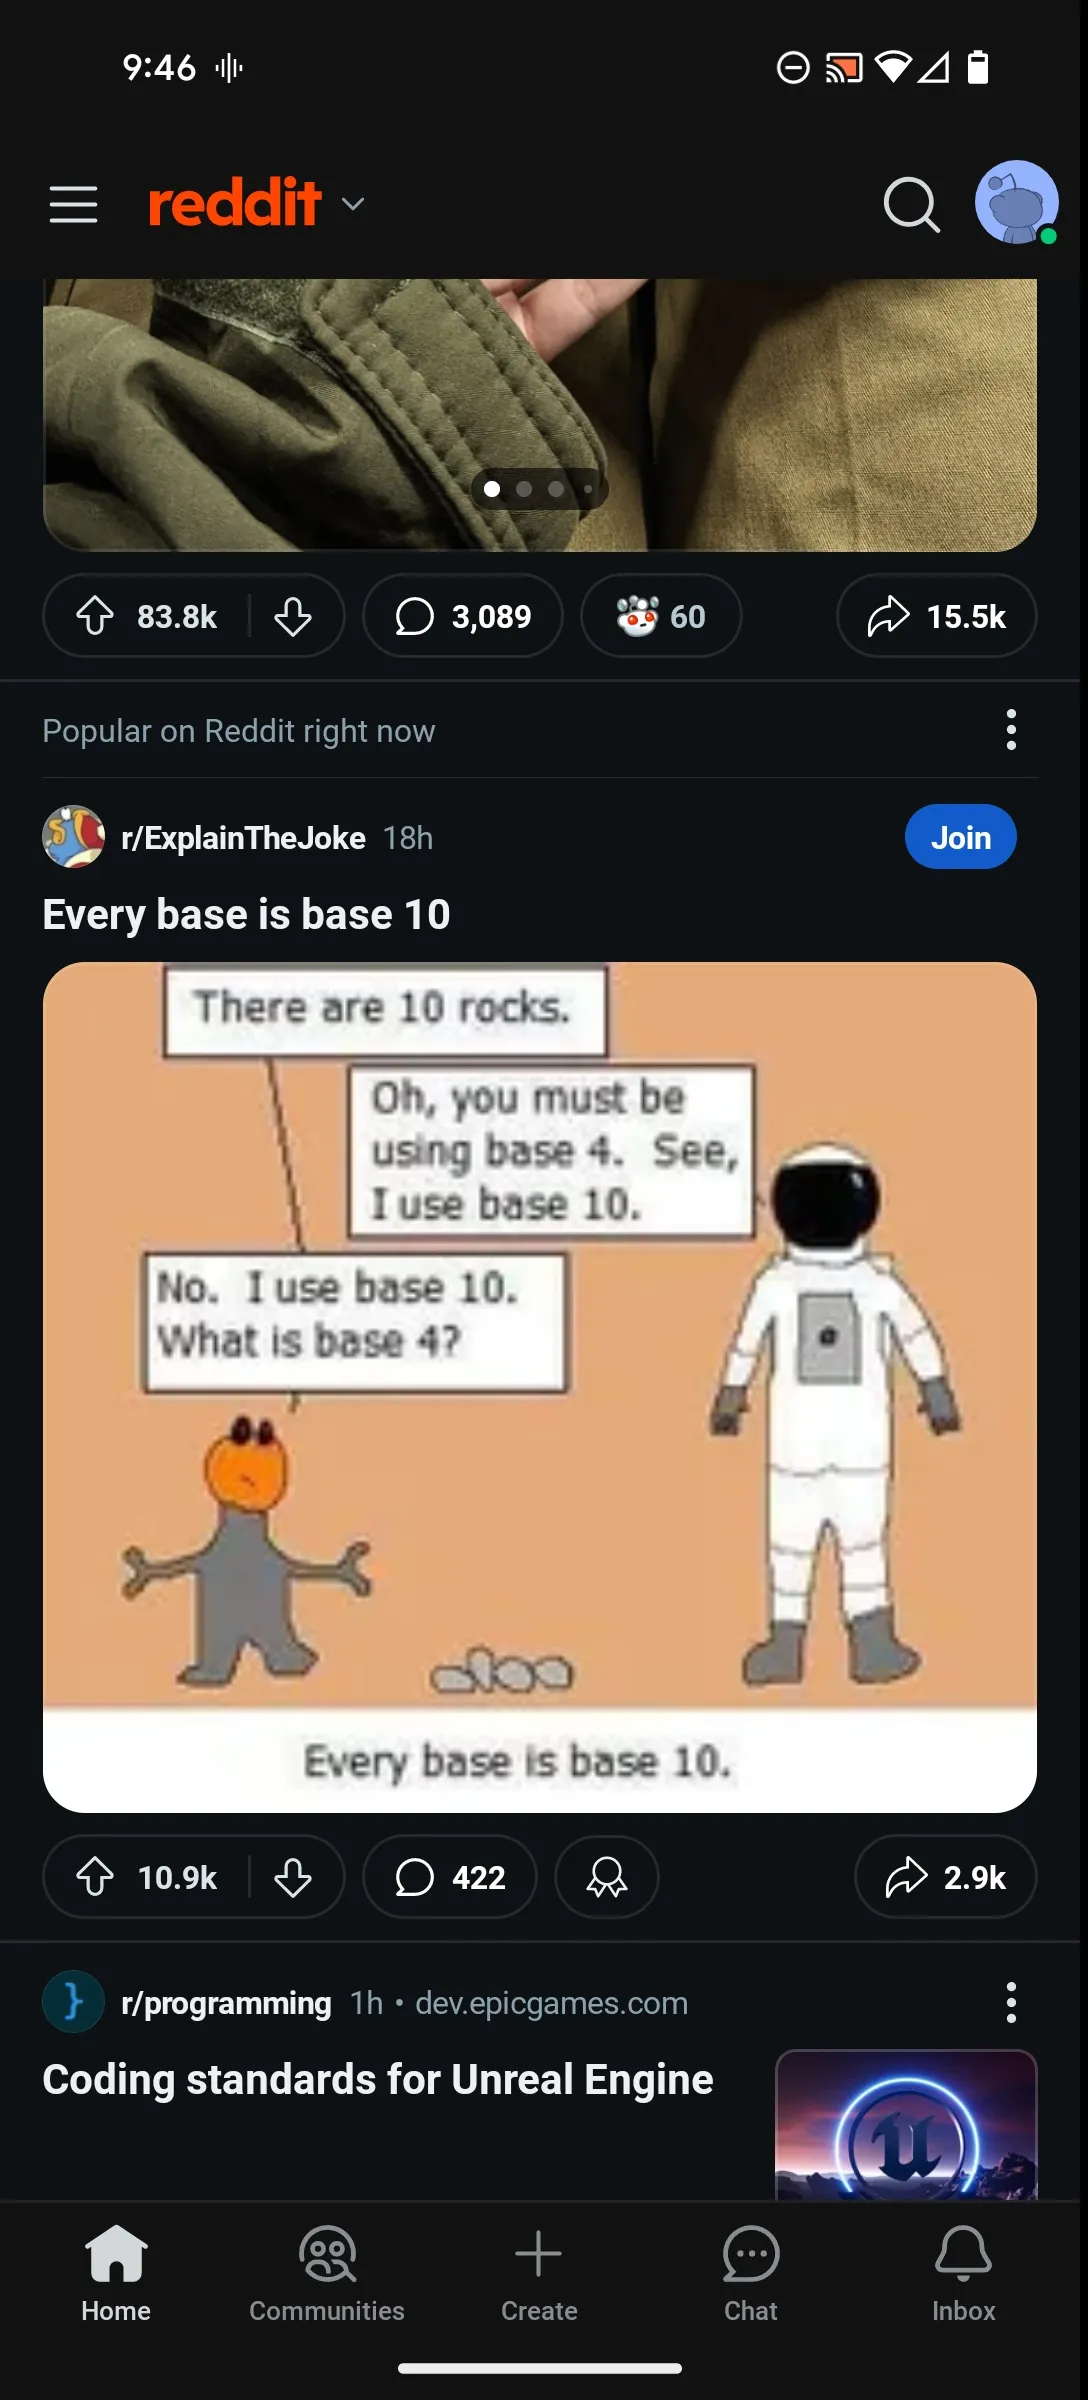 9:46
reddit
83.8k
3,089
60
15.5k
Popular on Reddit right now
r/ExplainTheJoke 18h
Join
Every base is base 10
There are 10 rocks.
Oh, you must be
using base 4. See,
I use base 10.
No. I use base 10.
What is base 4?
Every base is base 10.
10.9k
422
2.9k
r/programming 1h • dev.epicgames.com
Coding standards for Unreal Engine
Home
Communities
Create
Chat
Inbox